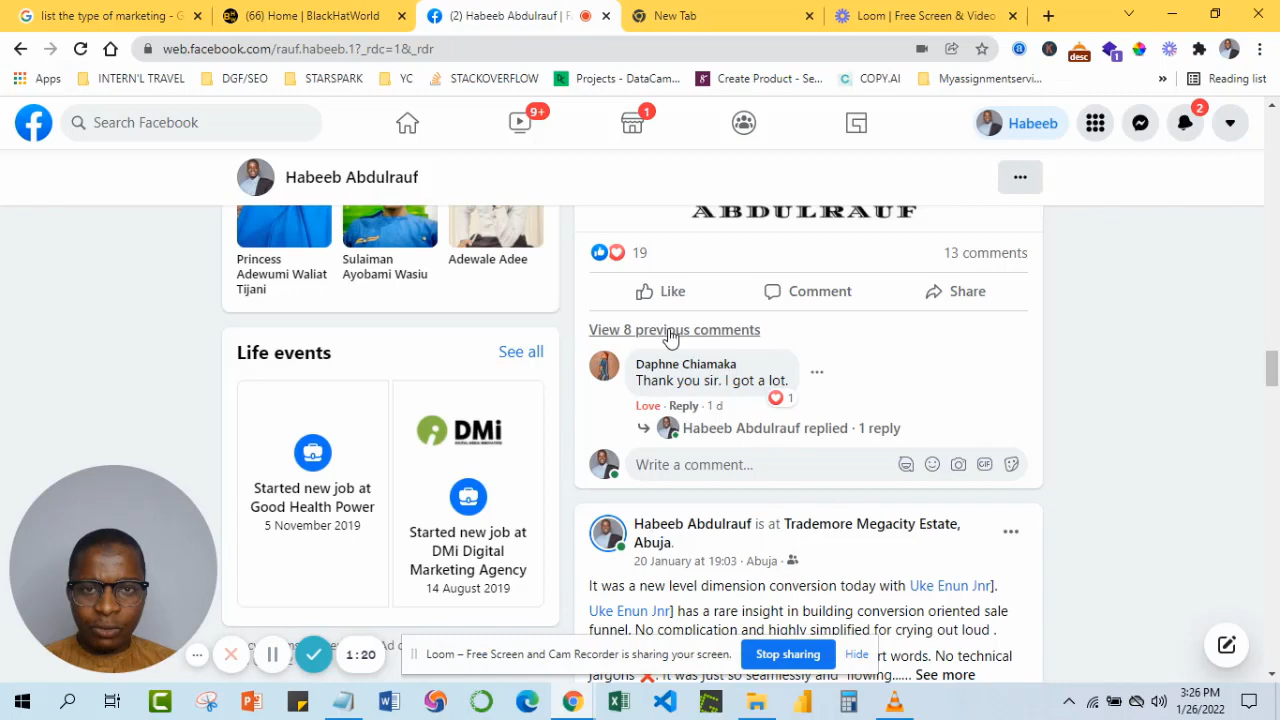 list the type of marketing - G
(66) Home | BlackHatWorld
(2) Habeeb Abdulrauf | F
New Tab
Loom | Free Screen & Video
web.facebook.com/rauf.habeeb.1?_rdc=1&_rdr
desc
1
Apps
INTERN'L TRAVEL
DGF/SEO
STARSPARK
YC
STACKOVERFLOW
Projects - DataCam...
Create Product - Se...
COPY.AI
Myassignmentservi...
»
Reading list
Search Facebook
9+
1
Habeeb
2
Habeeb Abdulrauf
Princess
Adewumi Waliat
Tijani
Sulaiman
Ayobami Wasiu
Adewale Adee
Life events
See all
Started new job at
Good Health Power
5 November 2019
DMi
Started new job at
DMi Digital
Marketing Agency
14 August 2019
ABDULRAUF
19
13 comments
Like
Comment
Share
View 8 previous comments
Daphne Chiamaka
Thank you sir. I got a lot.
1
Love · Reply · 1 d
Habeeb Abdulrauf replied · 1 reply
Write a comment...
GIF
Habeeb Abdulrauf is at Trademore Megacity Estate,
Abuja.
20 January at 19:03 · Abuja ·
It was a new level dimension conversion today with Uke Enun Jnr].
Uke Enun Jnr] has a rare insight in building conversion oriented sale
funnel. No complication and highly simplified for crying out loud .
rt words. No technical
jargons ❌. It was just so seamlessly and flowing...... See more
1:20
Loom – Free Screen and Cam Recorder is sharing your screen.
Stop sharing
Hide
3:26 PM
1/26/2022